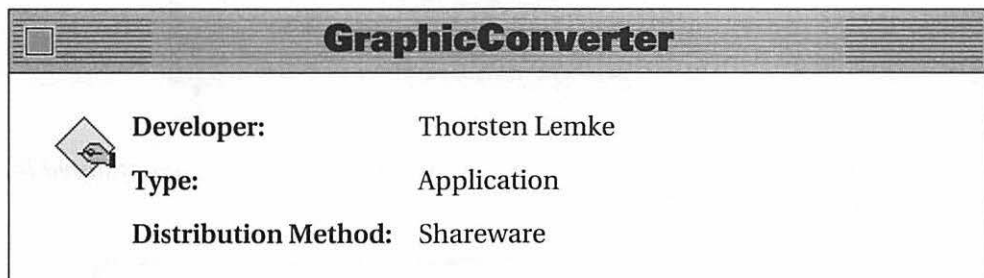 GraphicConverter
Developer: Thorsten Lemke
Type: Application
Distribution Method: Shareware